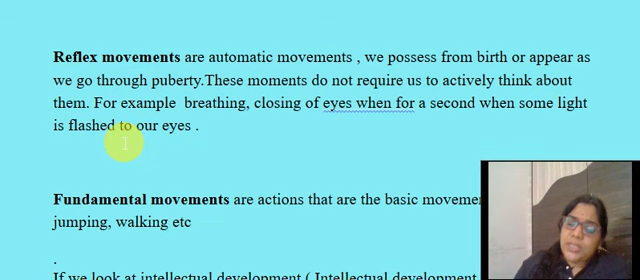 Reflex movements are automatic movements , we possess from birth or appear as
we go through puberty.These moments do not require us to actively think about
them. For example breathing, closing of eyes when for a second when some light
is flashed to our eyes .
Fundamental movements are actions that are the basic
jumping, walking etc
.
If we look at intellectual development ( Intellectual development